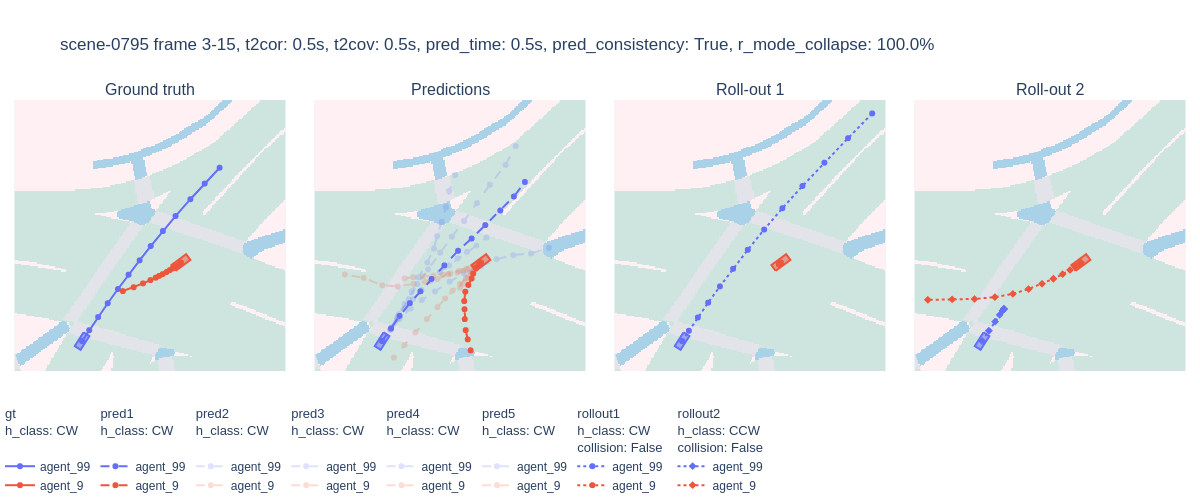 scene-0795 frame 3-15, t2cor: 0.5s, t2cov: 0.5s, pred_time: 0.5s, pred_consistency: True, r_mode_collapse: 100.0%
Ground truth Predictions Roll-out 1 Roll-out 2
gt pred1 pred2 pred3 pred4 pred5 rollout1 rollout2
h_class: CW h_class: CW h_class: CW h_class: CW h_class: CW h_class: CW h_class: CW h_class: CCW
collision: False collision: False
agent_99 agent_99 agent_99 agent_99 agent_99 agent_99 agent_99 agent_99
agent_9 agent_9 agent_9 agent_9 agent_9 agent_9 agent_9 agent_9